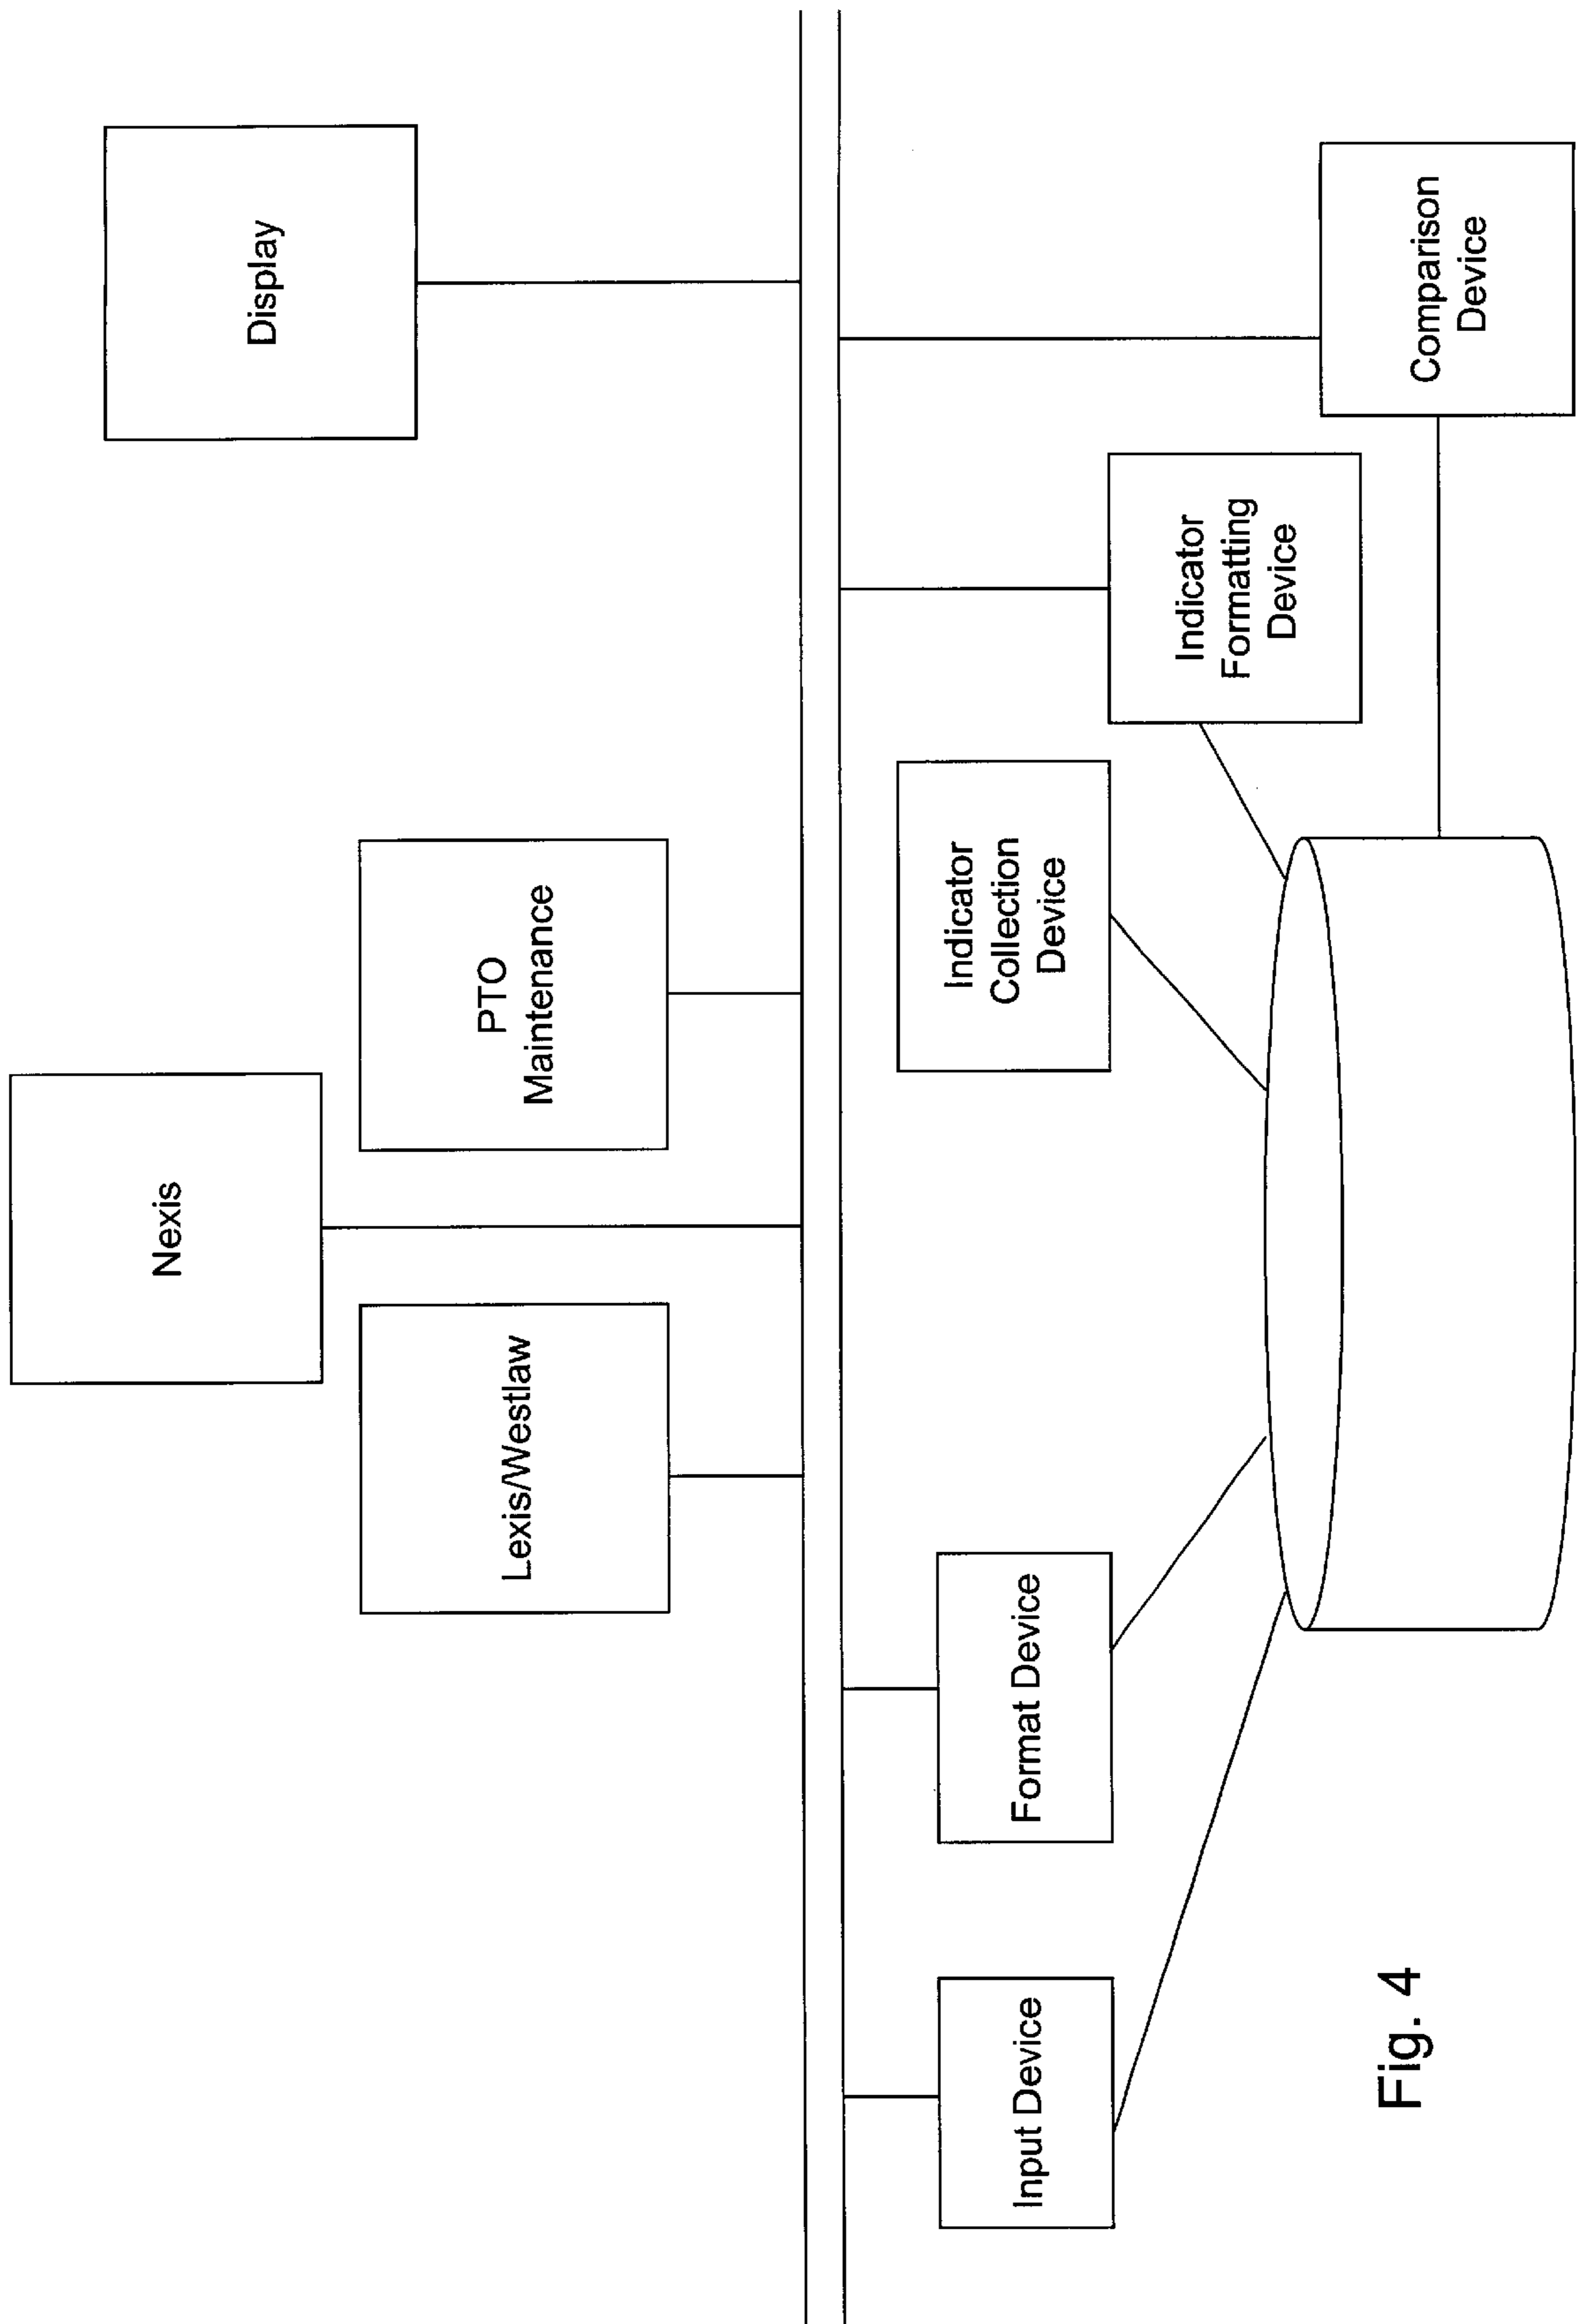 Nexis
Display
Lexis/Westlaw
PTO
Maintenance
Input Device
Format Device
Indicator
Collection
Device
Indicator
Formatting
Device
Comparison
Device
Fig. 4